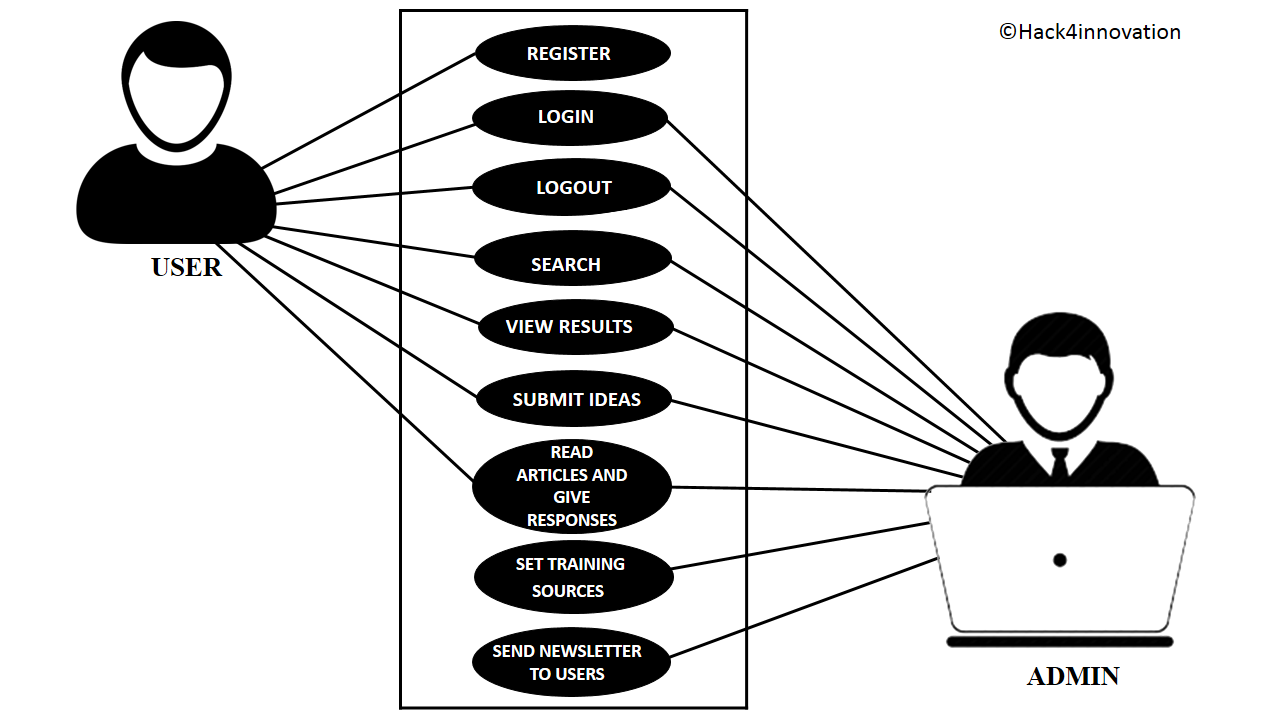 ©Hack4innovation
REGISTER
LOGIN
LOGOUT
SEARCH
USER
VIEW RESULTS
SUBMIT IDEAS
READ
ARTICLES AND
GIVE
RESPONSES
SET TRAINING
SOURCES
SEND NEWSLETTER
TO USERS
ADMIN